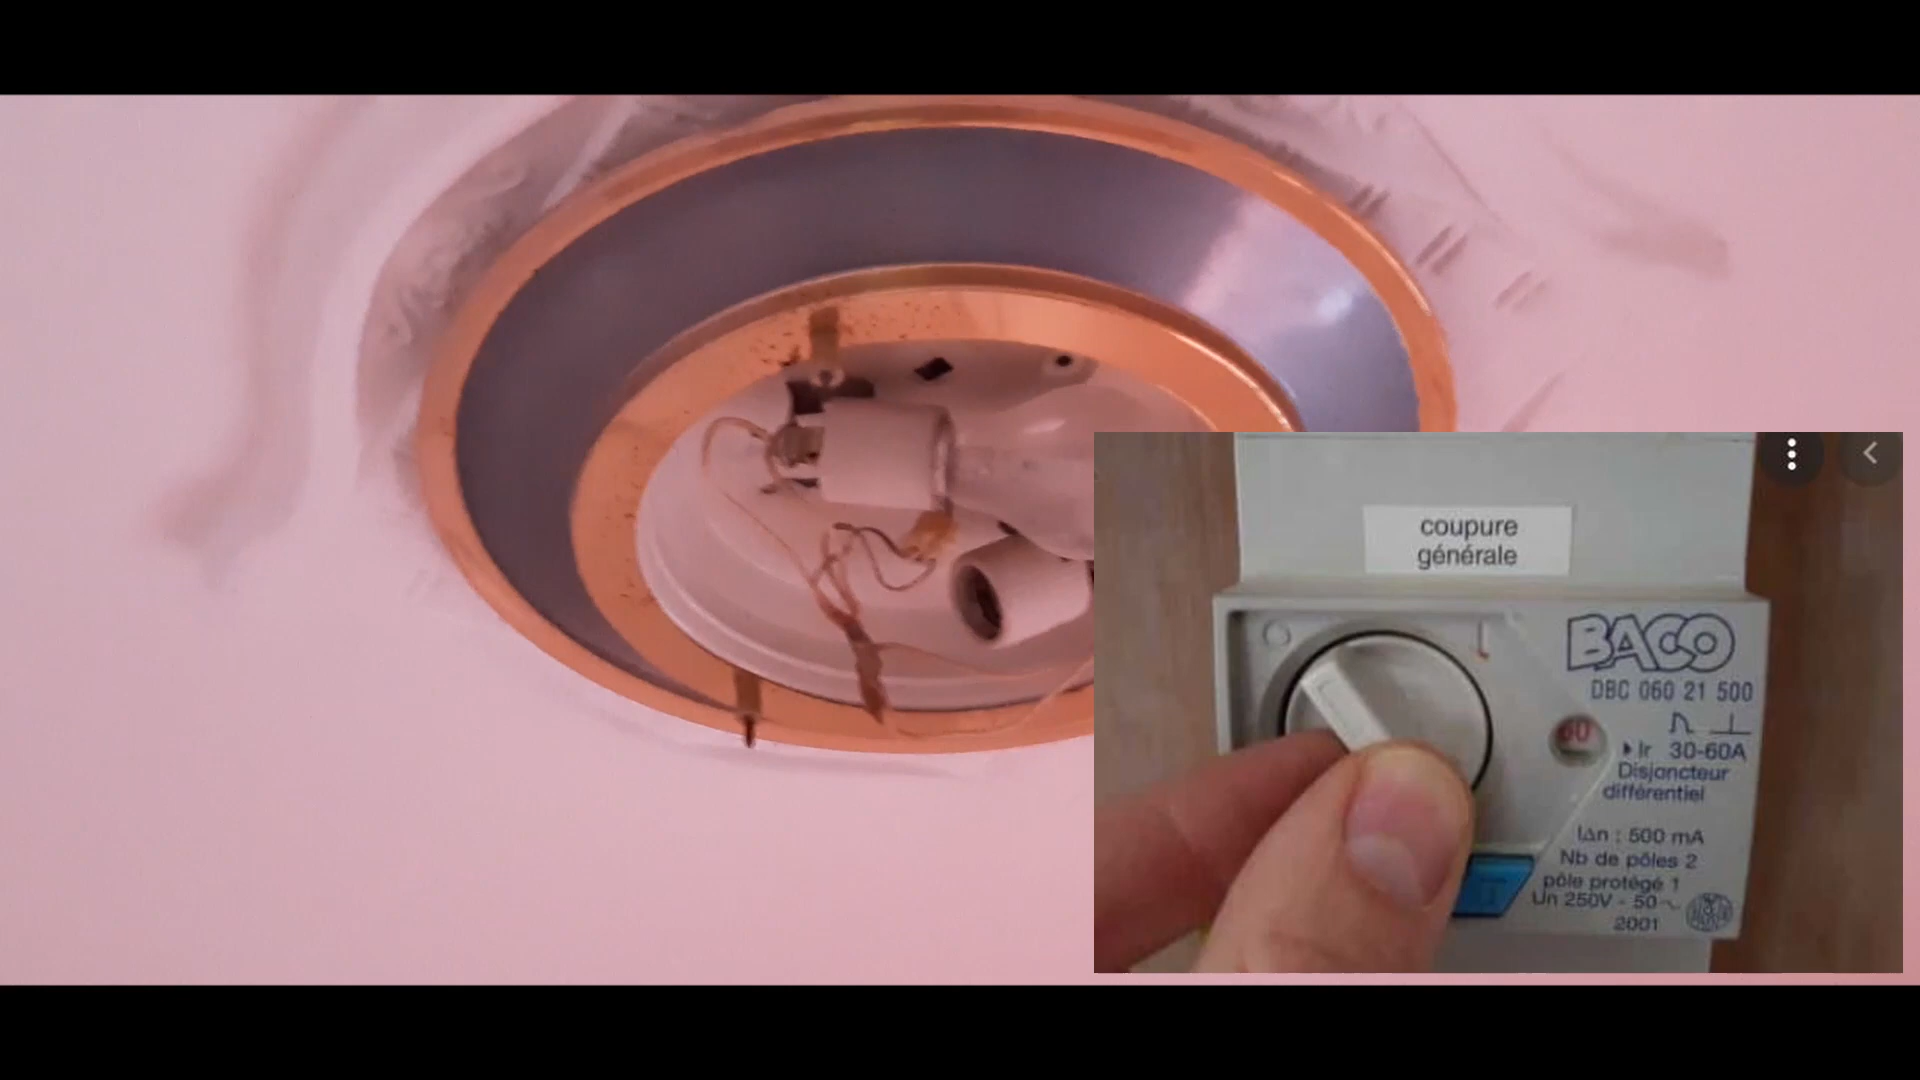 coupure
générale
BACO
DBC 060 21 500
60
Ir 30-60A
Disjoncteur
différentiel
IΔn : 500 mA
Nb de pôles 2
pôle protégé 1
Un 250V - 50 ~
2001